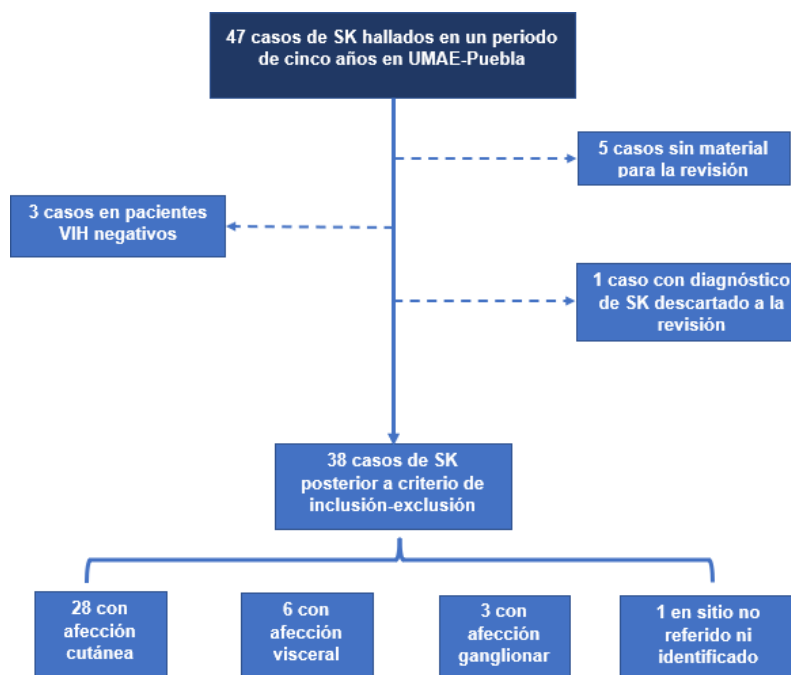 47 casos de SK hallados en un periodo
de cinco años en UMAE-Puebla
5 casos sin material
para la revisión
3 casos en pacientes
VIH negativos
1 caso con diagnóstico
de SK descartado a la
revisión
38 casos de SK
posterior a criterio de
inclusión-exclusión
28 con
afección
cutánea
6 con
afección
visceral
3 con
afección
ganglionar
1 en sitio no
referido ni
identificado